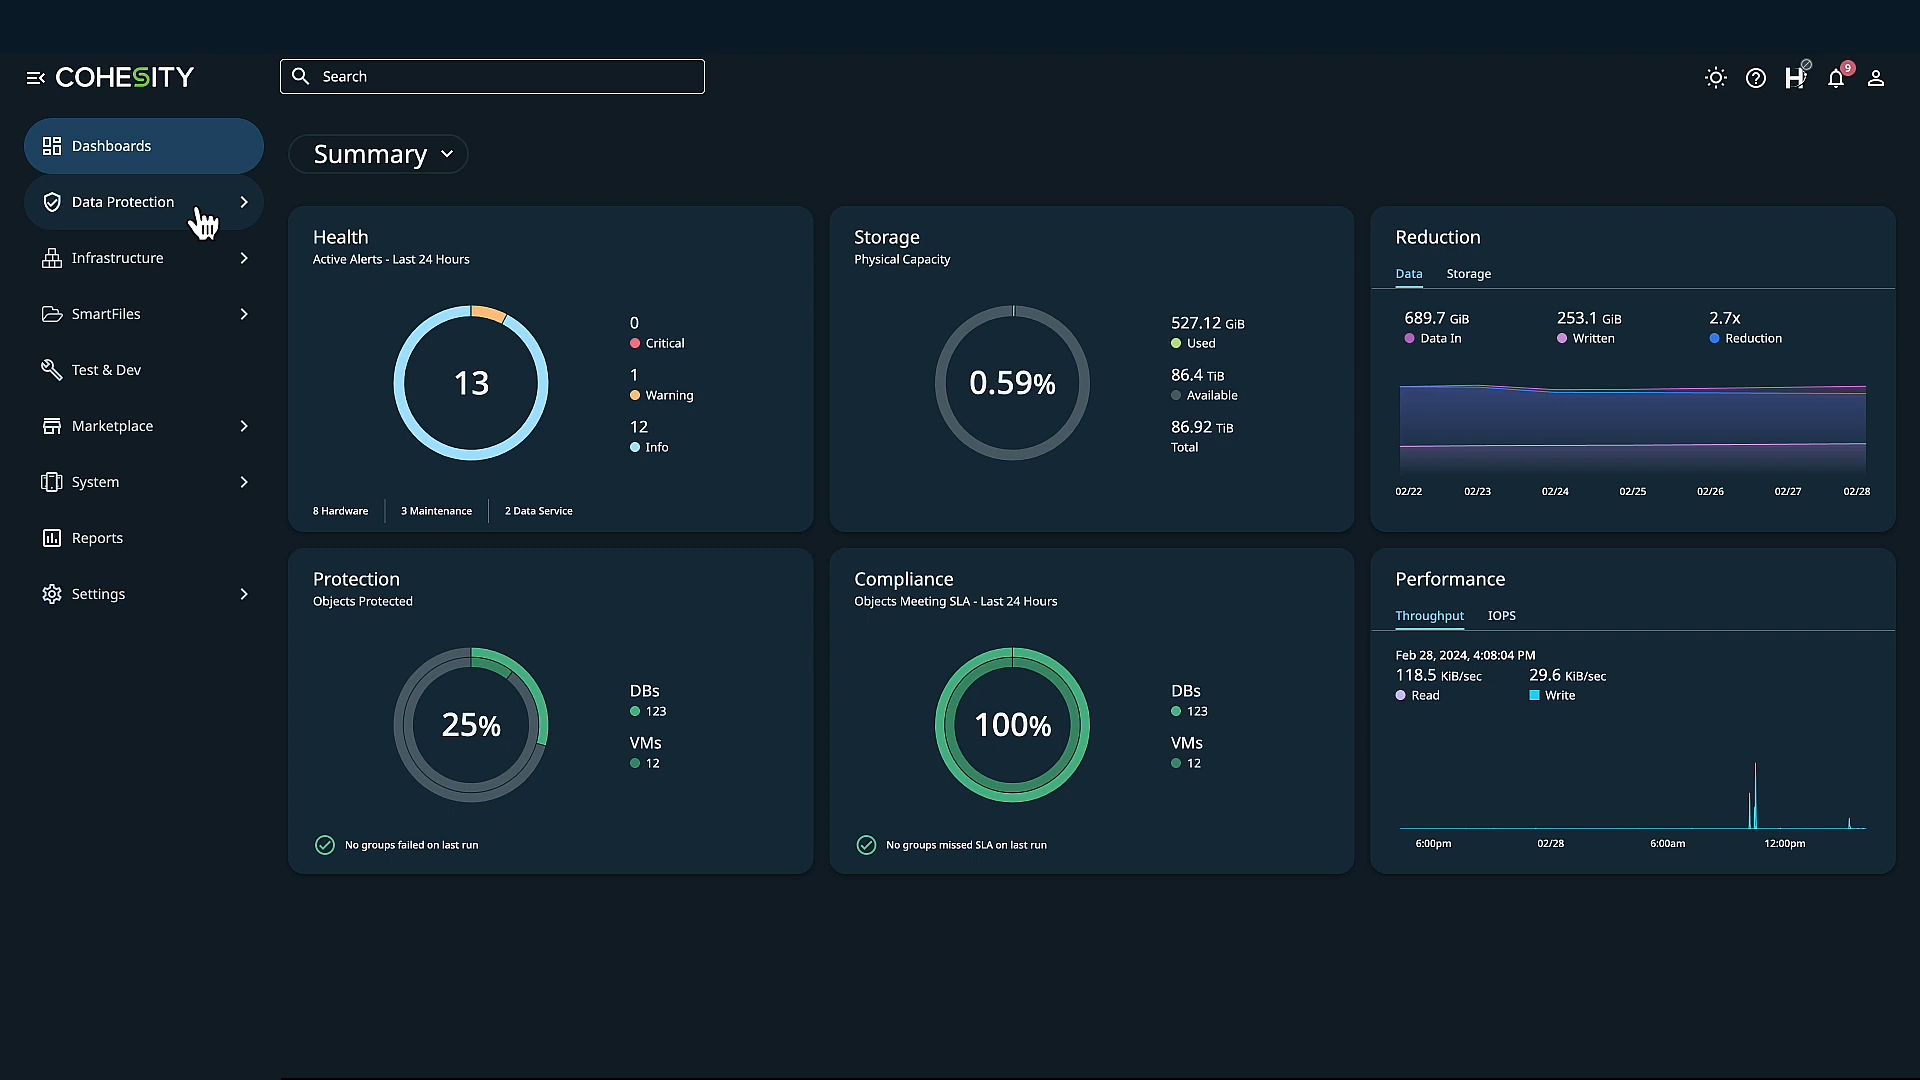 COHESITY
Search
9
Dashboards
Data Protection
Infrastructure
SmartFiles
Test & Dev
Marketplace
System
Reports
Settings
Summary
Health
Active Alerts - Last 24 Hours
13
0
Critical
1
Warning
12
Info
8 Hardware
3 Maintenance
2 Data Service
Storage
Physical Capacity
0.59%
527.12 GiB
Used
86.4 TiB
Available
86.92 TiB
Total
Reduction
Data Storage
689.7 GiB 253.1 GiB 2.7x
Data In Written Reduction
02/22 02/23 02/24 02/25 02/26 02/27 02/28
Protection
Objects Protected
25%
DBs
123
VMs
12
No groups failed on last run
Compliance
Objects Meeting SLA - Last 24 Hours
100%
DBs
123
VMs
12
No groups missed SLA on last run
Performance
Throughput IOPS
Feb 28, 2024, 4:08:04 PM
118.5 KiB/sec 29.6 KiB/sec
Read Write
6:00pm 02/28 6:00am 12:00pm